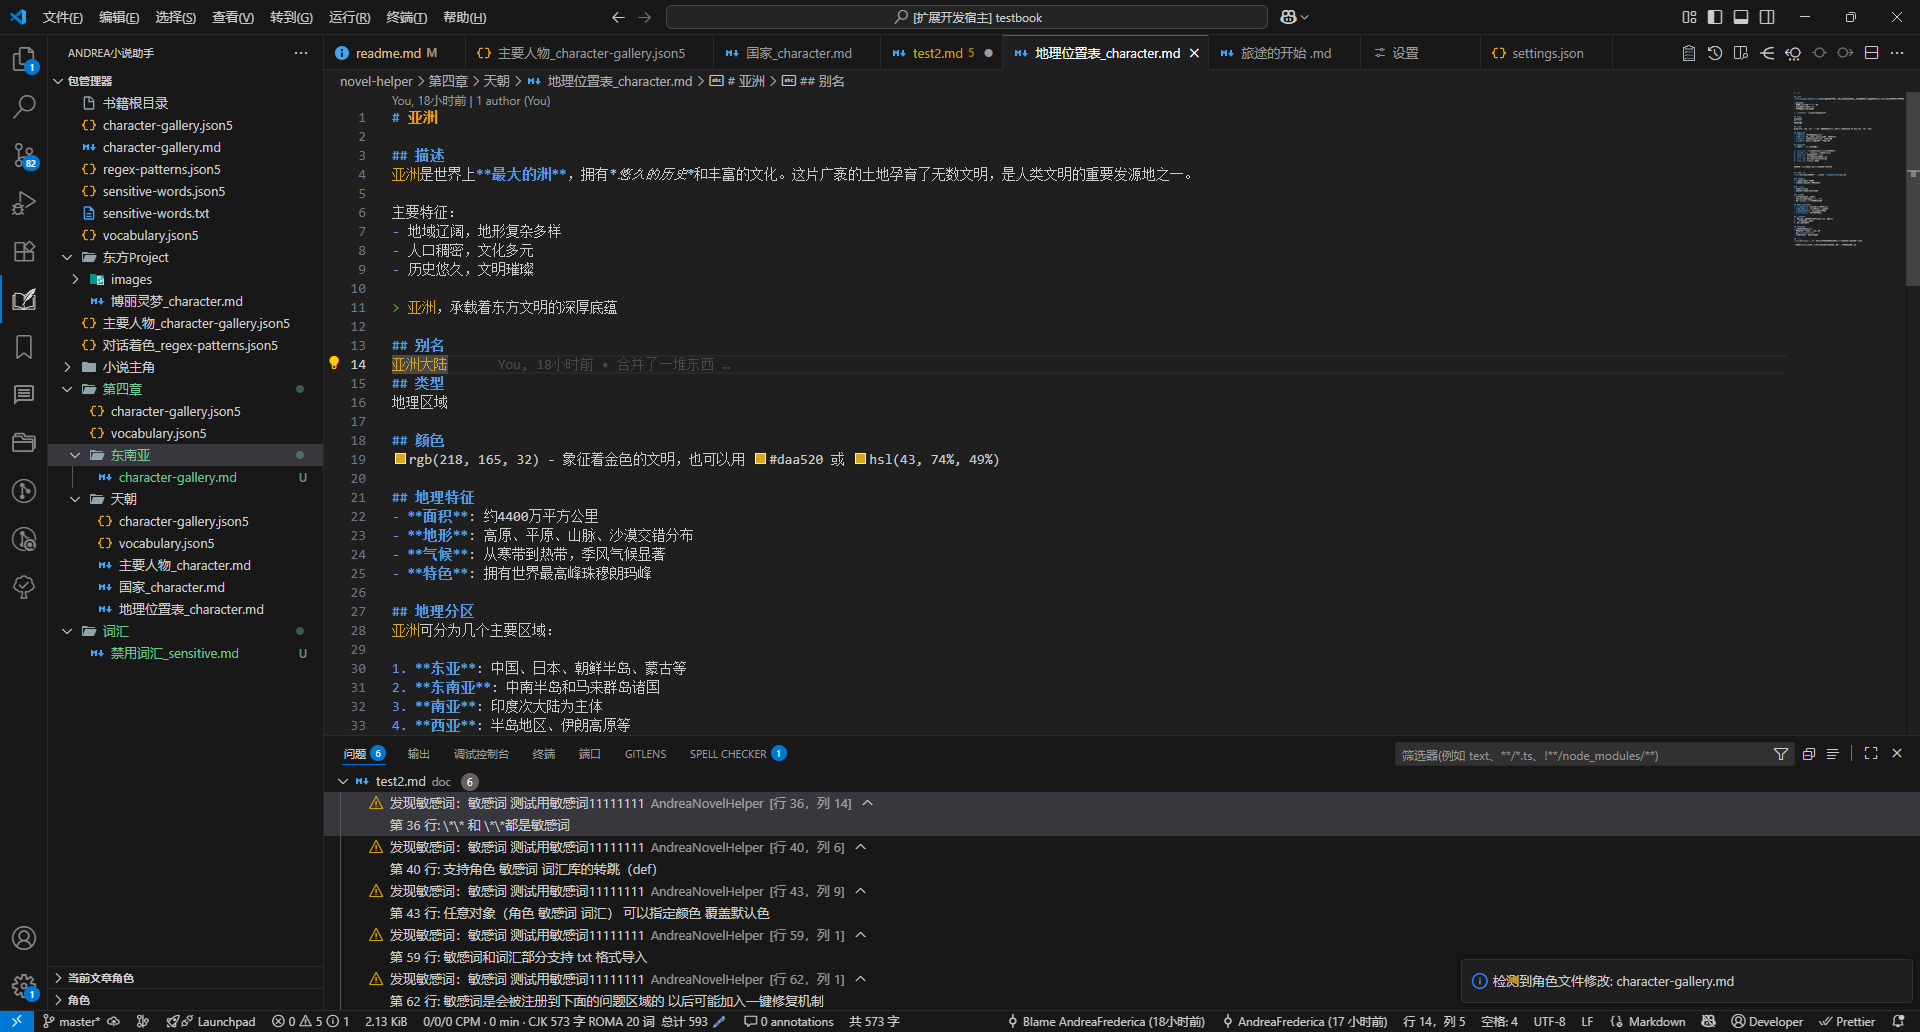 文件(F) 编辑(E) 选择(S) 查看(V) 转到(G) 运行(R) 终端(T) 帮助(H)
[扩展开发宿主] testbook
ANDREA小说助手
包管理器
书籍根目录
character-gallery.json5
character-gallery.md
regex-patterns.json5
sensitive-words.json5
sensitive-words.txt
vocabulary.json5
东方Project
images
博丽灵梦_character.md
主要人物_character-gallery.json5
对话着色_regex-patterns.json5
小说主角
第四章
character-gallery.json5
vocabulary.json5
东南亚
character-gallery.md U
天朝
character-gallery.json5
vocabulary.json5
主要人物_character.md
国家_character.md
地理位置表_character.md
词汇
禁用词汇_sensitive.md U
当前文章角色
角色
1
82
1
readme.md M 主要人物_character-gallery.json5 国家_character.md test2.md 5 地理位置表_character.md 旅途的开始 .md 设置 settings.json
novel-helper > 第四章 > 天朝 > 地理位置表_character.md > # 亚洲 > ## 别名
You, 18小时前 | 1 author (You)
1 # 亚洲
2
3 ## 描述
4 亚洲是世界上**最大的洲**，拥有*悠久的历史*和丰富的文化。这片广袤的土地孕育了无数文明，是人类文明的重要发源地之一。
5
6 主要特征：
7 - 地域辽阔，地形复杂多样
8 - 人口稠密，文化多元
9 - 历史悠久，文明璀璨
10
11 > 亚洲，承载着东方文明的深厚底蕴
12
13 ## 别名
14 亚洲大陆 You, 18小时前 • 合并了一堆东西 …
15 ## 类型
16 地理区域
17
18 ## 颜色
19 rgb(218, 165, 32) - 象征着金色的文明，也可以用 #daa520 或 hsl(43, 74%, 49%)
20
21 ## 地理特征
22 - **面积**: 约4400万平方公里
23 - **地形**: 高原、平原、山脉、沙漠交错分布
24 - **气候**: 从寒带到热带，季风气候显著
25 - **特色**: 拥有世界最高峰珠穆朗玛峰
26
27 ## 地理分区
28 亚洲可分为几个主要区域：
29
30 1. **东亚**: 中国、日本、朝鲜半岛、蒙古等
31 2. **东南亚**: 中南半岛和马来群岛诸国
32 3. **南亚**: 印度次大陆为主体
33 4. **西亚**: 半岛地区、伊朗高原等
问题 6 输出 调试控制台 终端 端口 GITLENS SPELL CHECKER 1
筛选器(例如 text、**/*.ts、!**/node_modules/**)
test2.md doc 6
发现敏感词：敏感词 测试用敏感词11111111 AndreaNovelHelper [行 36，列 14]
第 36 行: \*\* 和 \*\*都是敏感词
发现敏感词：敏感词 测试用敏感词11111111 AndreaNovelHelper [行 40，列 6]
第 40 行: 支持角色 敏感词 词汇库的转跳（def）
发现敏感词：敏感词 测试用敏感词11111111 AndreaNovelHelper [行 43，列 9]
第 43 行: 任意对象（角色 敏感词 词汇） 可以指定颜色 覆盖默认色
发现敏感词：敏感词 测试用敏感词11111111 AndreaNovelHelper [行 59，列 1]
第 59 行: 敏感词和词汇部分支持 txt 格式导入
发现敏感词：敏感词 测试用敏感词11111111 AndreaNovelHelper [行 62，列 1]
第 62 行: 敏感词是会被注册到下面的问题区域的 以后可能加入一键修复机制
检测到角色文件修改: character-gallery.md
master* Launchpad 0 5 1 2.13 KiB 0/0/0 CPM · 0 min · CJK 573 字 ROMA 20 词 总计 593 0 annotations 共 573 字 Blame AndreaFrederica (18小时前) AndreaFrederica (17 小时前) 行 14，列 5 空格: 4 UTF-8 LF Markdown Developer Prettier